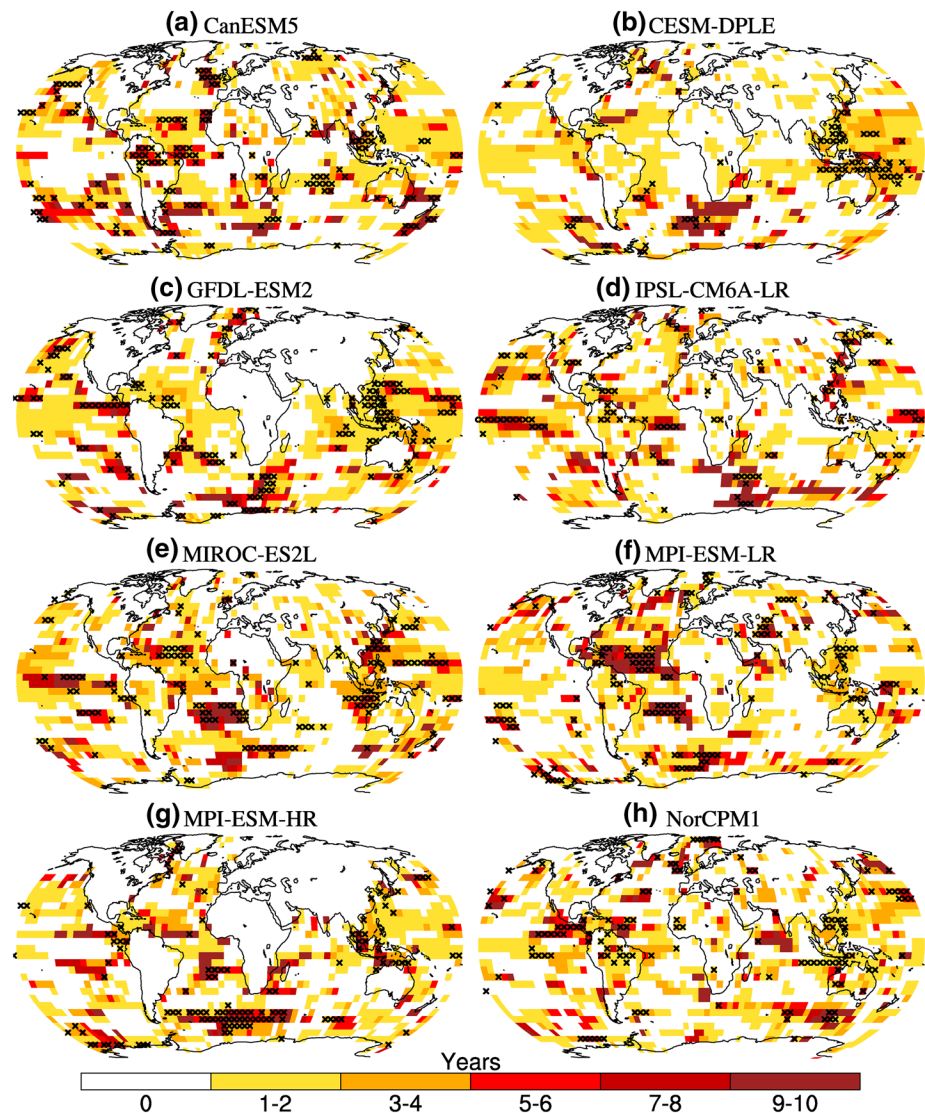 (a) CanESM5
(b) CESM-DPLE
(c) GFDL-ESM2
(d) IPSL-CM6A-LR
(e) MIROC-ES2L
(f) MPI-ESM-LR
(g) MPI-ESM-HR
(h) NorCPM1
Years
0 1-2 3-4 5-6 7-8 9-10